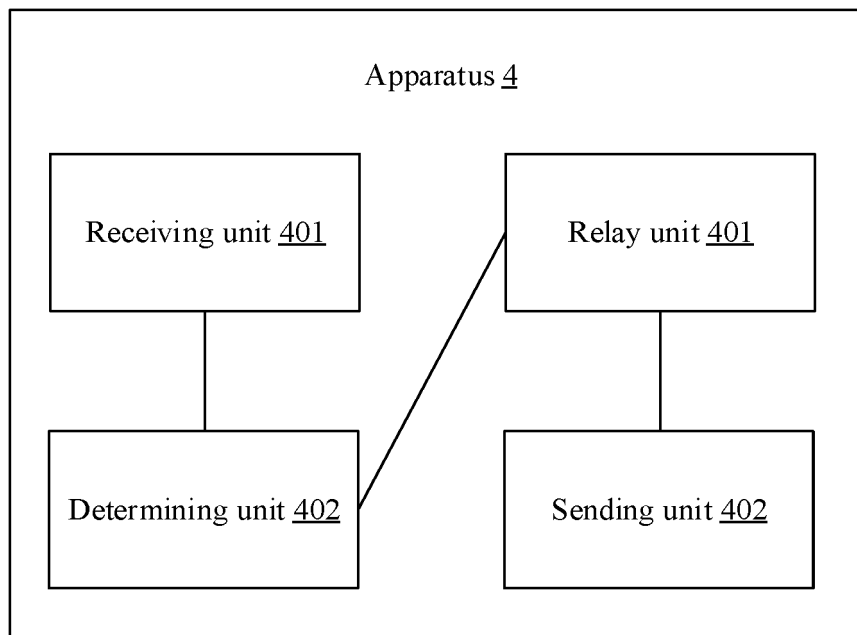 Apparatus 4
Receiving unit 401
Relay unit 401
Determining unit 402
Sending unit 402